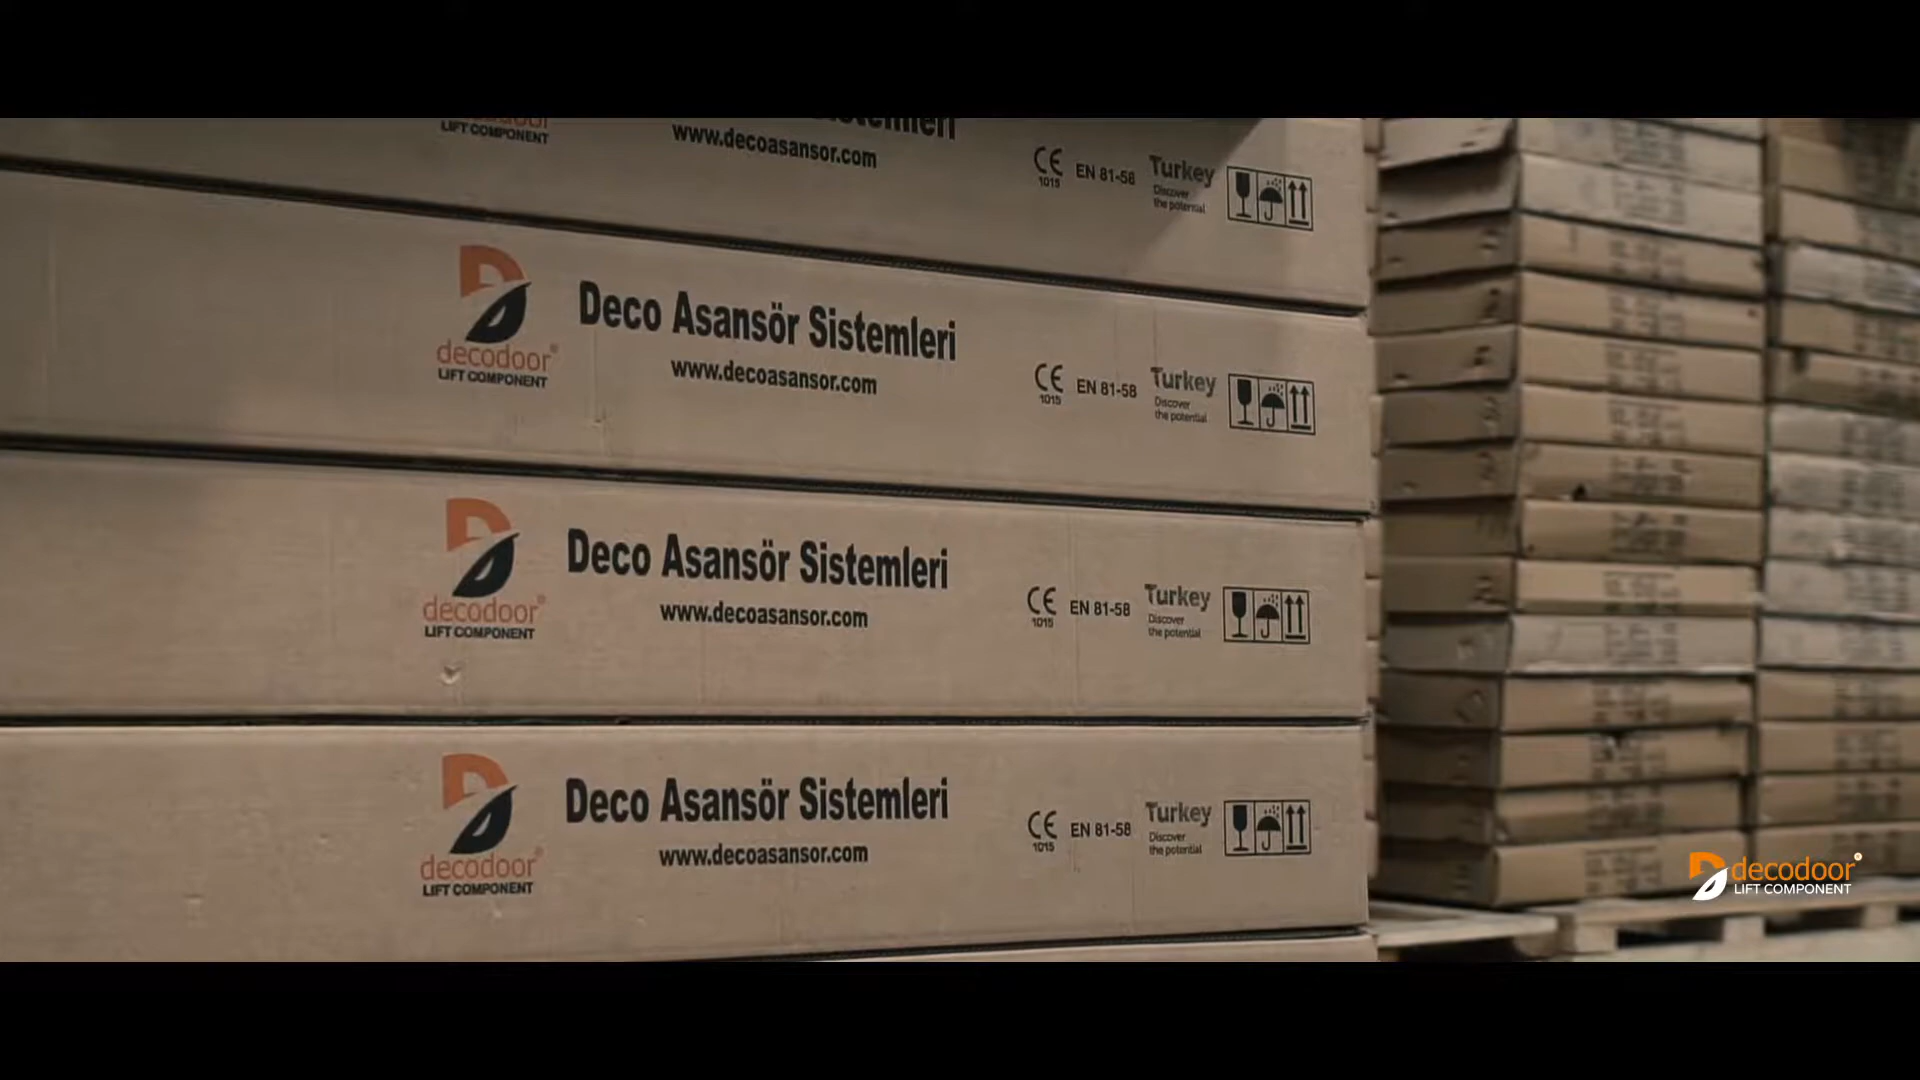 LIFT COMPONENT
Sistemleri
www.decoasansor.com
CE
1015
EN 81-58
Turkey
Discover
the potential
decodoor®
LIFT COMPONENT
Deco Asansör Sistemleri
www.decoasansor.com
CE
1015
EN 81-58
Turkey
Discover
the potential
decodoor®
LIFT COMPONENT
Deco Asansör Sistemleri
www.decoasansor.com
CE
1015
EN 81-58
Turkey
Discover
the potential
decodoor®
LIFT COMPONENT
Deco Asansör Sistemleri
www.decoasansor.com
CE
1015
EN 81-58
Turkey
Discover
the potential
decodoor®
LIFT COMPONENT